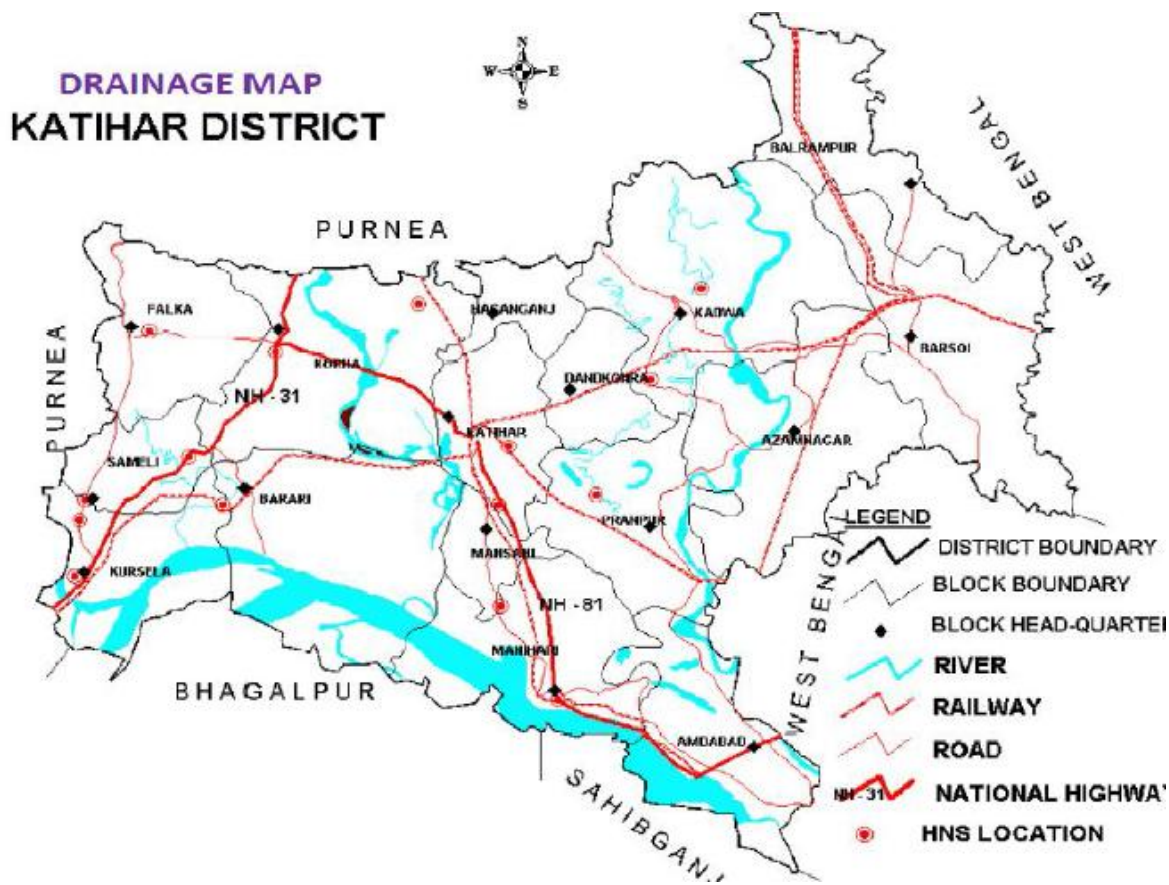 DRAINAGE MAP
KATIHAR DISTRICT
N
W E
S
BALRAMPUR
WEST BENGAL
PURNEA
FALKA
HASANGANJ
KADWA
BARSOI
KORHA
DANDKHORA
PURNEA
NH - 31
KATIHAR
AZAMNAGAR
SAMELI
BARARI
PRANPUR
MANSAHI
KURSELA
NH - 81
MANIHARI
BHAGALPUR
WEST BENG
AMDABAD
SAHIBGANJ
LEGEND
DISTRICT BOUNDARY
BLOCK BOUNDARY
BLOCK HEAD-QUARTER
RIVER
RAILWAY
ROAD
NH-31 NATIONAL HIGHWAY
HNS LOCATION